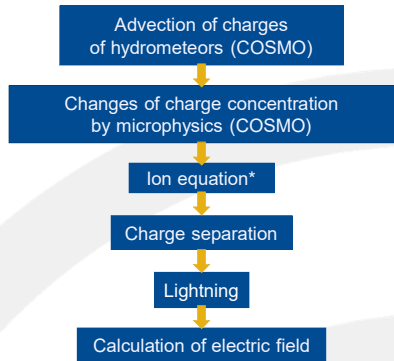 Advection of charges
of hydrometeors (COSMO)
Changes of charge concentration
by microphysics (COSMO)
Ion equation*
Charge separation
Lightning
Calculation of electric field